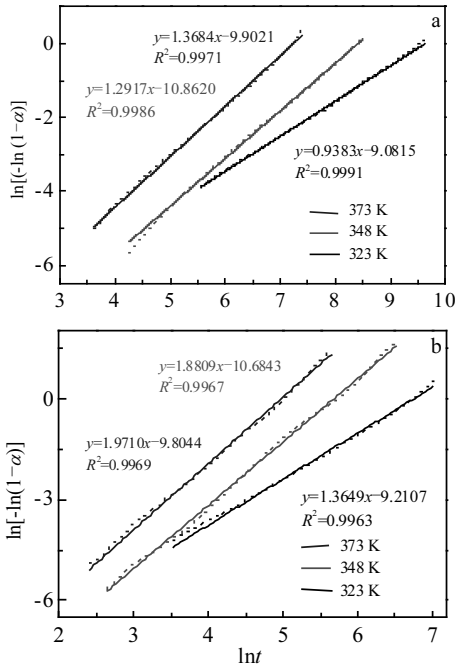 a
y=1.3684x−9.9021
R²=0.9971
y=1.2917x−10.8620
R²=0.9986
y=0.9383x−9.0815
R²=0.9991
373 K
348 K
323 K
0
-2
-4
-6
ln[(-ln (1−α)]
3 4 5 6 7 8 9 10
b
y=1.8809x−10.6843
R²=0.9967
y=1.9710x−9.8044
R²=0.9969
y=1.3649x−9.2107
R²=0.9963
373 K
348 K
323 K
0
-3
-6
ln[-ln(1−α)]
2 3 4 5 6 7
lnt